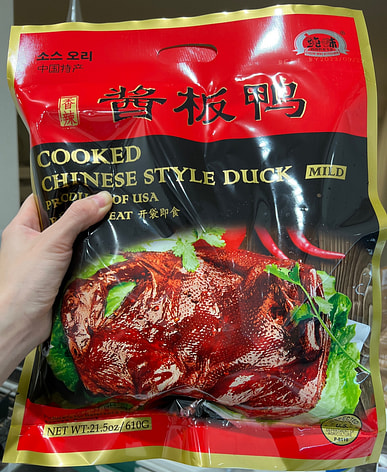 소스 오리
中国特产
香辣
酱板鸭
COOKED
CHINESE STYLE DUCK
MILD
OF USA
EAT 开袋即食
NET WT:21.5oz/610G